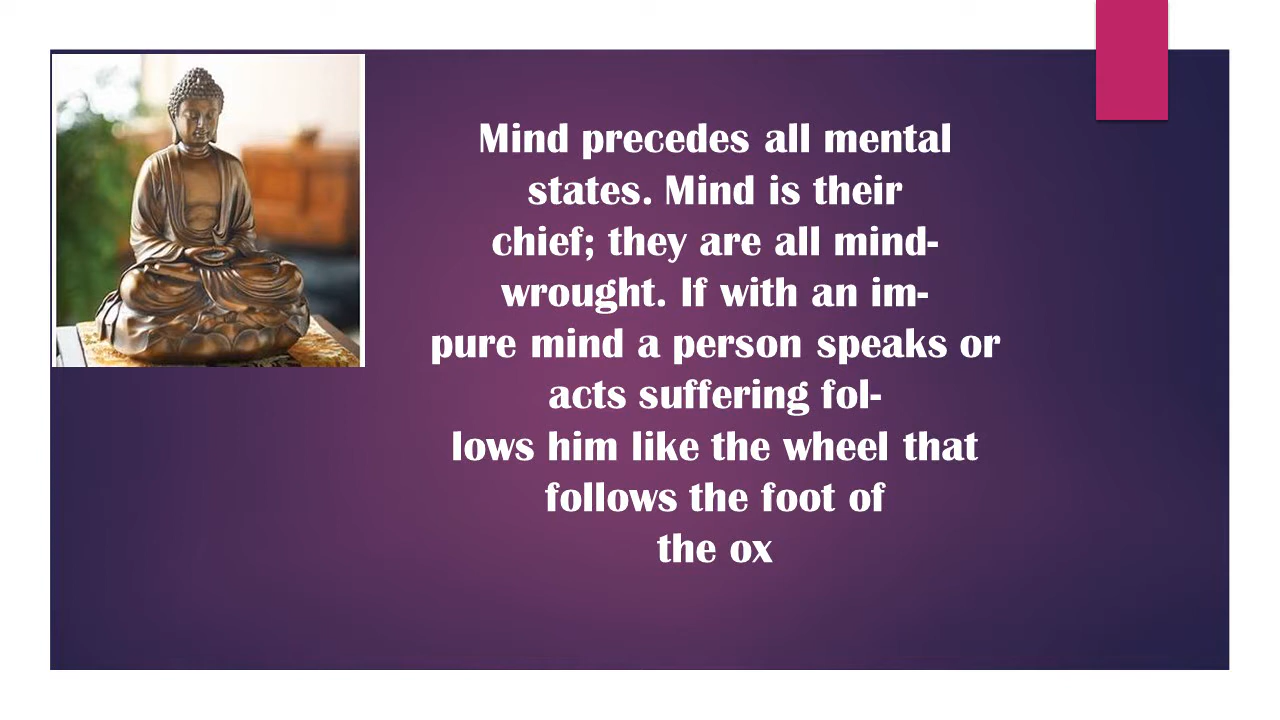 Mind precedes all mental
states. Mind is their
chief; they are all mind-
wrought. If with an im-
pure mind a person speaks or
acts suffering fol-
lows him like the wheel that
follows the foot of
the ox